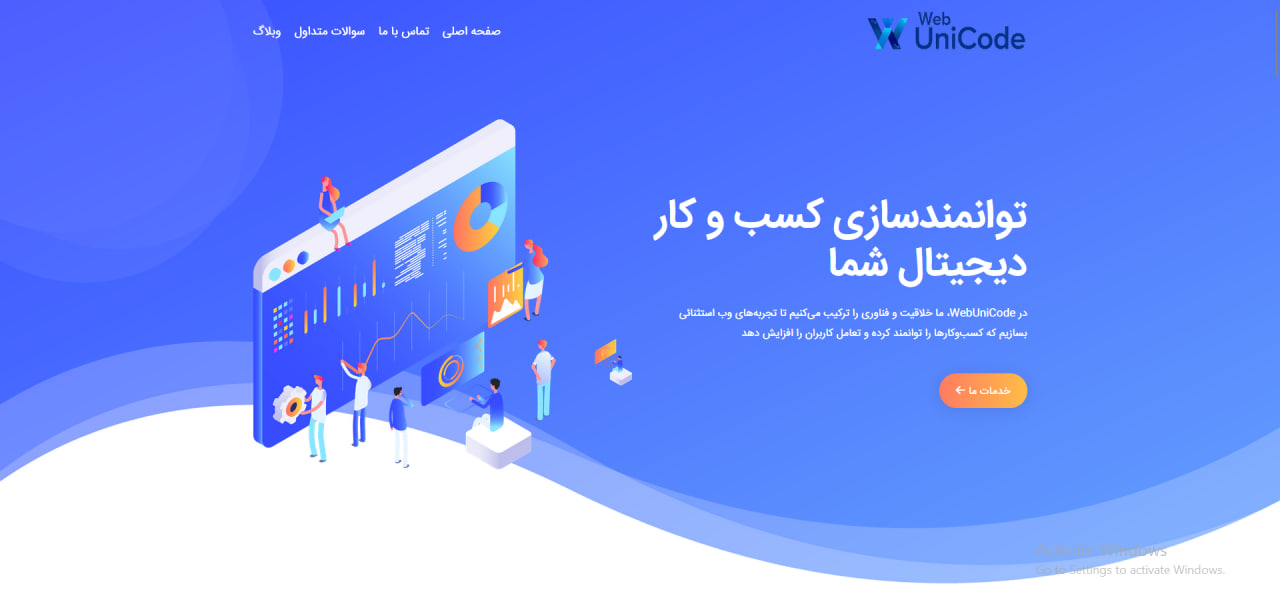 Web
UniCode
صفحه اصلی تماس با ما سوالات متداول وبلاگ
توانمندسازی کسب و کار
دیجیتال شما
در WebUniCode، ما خلاقیت و فناوری را ترکیب می‌کنیم تا تجربه‌های وب استثنائی
بسازیم که کسب‌وکارها را توانمند کرده و تعامل کاربران را افزایش دهد
خدمات ما ←
Activate Windows
Go to Settings to activate Windows.